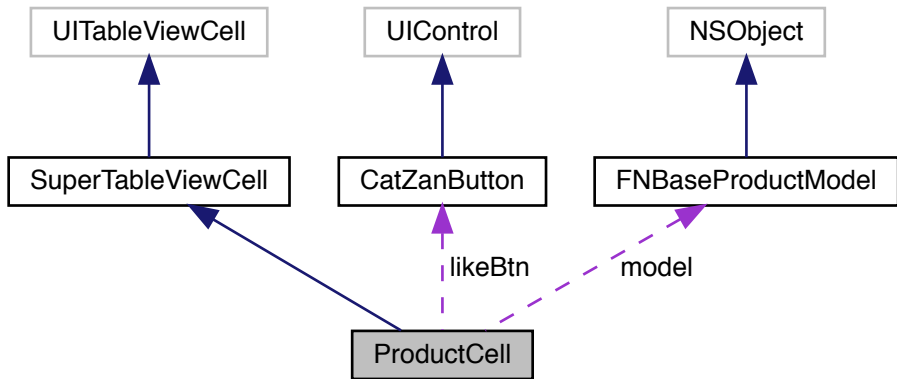 UITableViewCell
UIControl
NSObject
SuperTableViewCell
CatZanButton
FNBaseProductModel
likeBtn
model
ProductCell